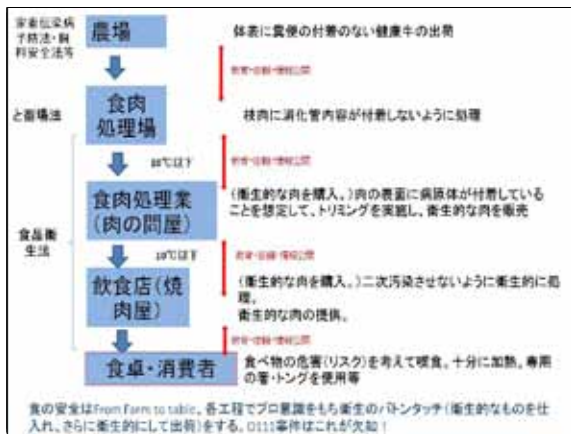 家畜伝染病
予防法・飼
料安全法等
農場
体表に糞便の付着のない健康牛の出荷
と畜場法
食肉
処理場
枝肉に消化管内容が付着しないように処理
10℃以下
食品衛
生法
食肉処理業
(肉の問屋)
(衛生的な肉を購入。)肉の表面に病原体が付着している
ことを想定して、トリミングを実施し、衛生的な肉を販売
10℃以下
飲食店(焼
肉屋)
(衛生的な肉を購入。)二次汚染させないように衛生的に処
理。
衛生的な肉の提供。
食卓・消費者
食べ物の危害(リスク)を考えて喫食。十分に加熱。専用
の箸・トングを使用等
食の安全はFrom Farm to table。各工程でプロ意識をもち衛生のバトンタッチ(衛生的なものを仕
入れ、さらに衛生的にして出荷)をする。O111事件はこれが欠如!